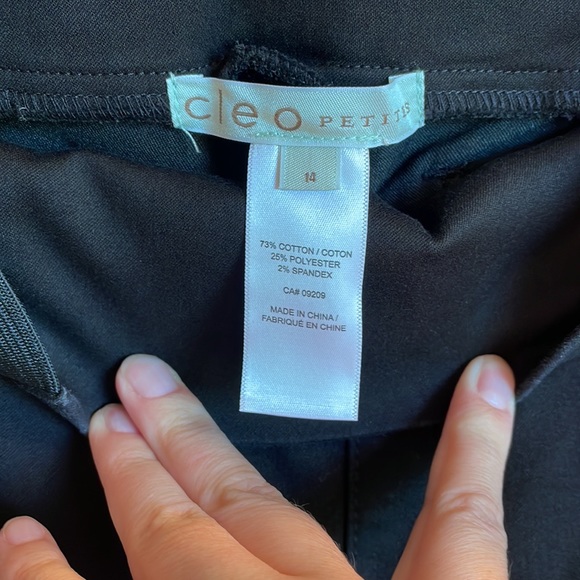 cleo PETITES
14
73% COTTON / COTON
25% POLYESTER
2% SPANDEX
CA# 09209
MADE IN CHINA /
FABRIQUÉ EN CHINE